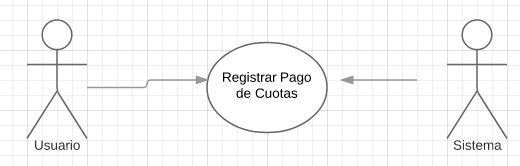 Registrar Pago
de Cuotas
Usuario
Sistema